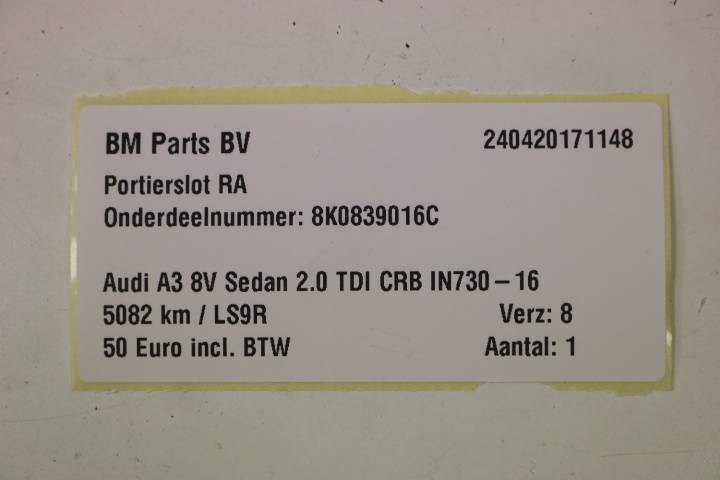 BM Parts BV 240420171148
Portierslot RA
Onderdeelnummer: 8K0839016C
Audi A3 8V Sedan 2.0 TDI CRB IN730-16
5082 km / LS9R Verz: 8
50 Euro incl. BTW Aantal: 1